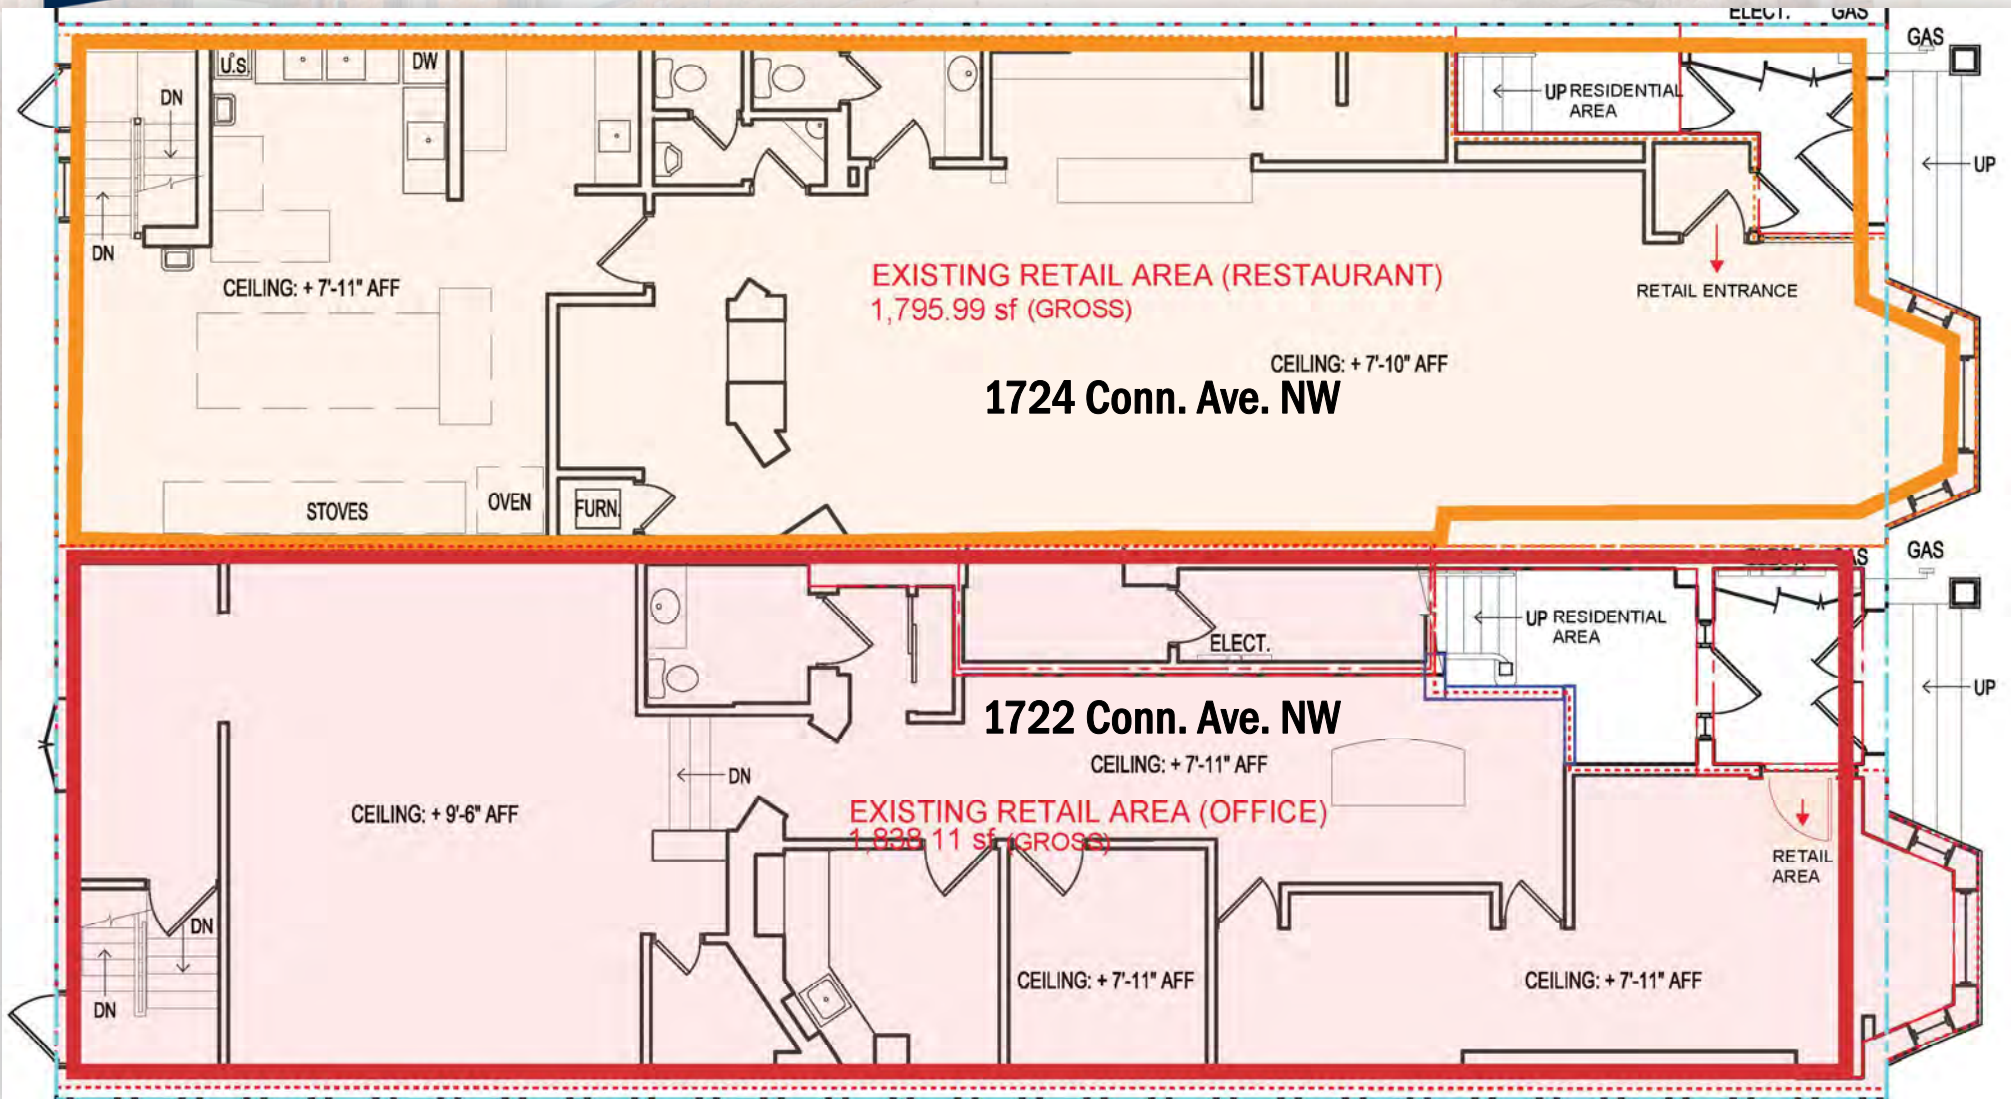 ELECT. GAS
GAS
U.S
DW
DN
UP RESIDENTIAL
AREA
UP
DN
CEILING: + 7'-11" AFF
EXISTING RETAIL AREA (RESTAURANT)
1,795.99 sf (GROSS)
RETAIL ENTRANCE
CEILING: + 7'-10" AFF
1724 Conn. Ave. NW
STOVES
OVEN
FURN.
ELECT. GAS
GAS
UP RESIDENTIAL
AREA
ELECT.
UP
1722 Conn. Ave. NW
CEILING: + 7'-11" AFF
DN
CEILING: + 9'-6" AFF
EXISTING RETAIL AREA (OFFICE)
1,838.11 sf (GROSS)
RETAIL
AREA
DN
DN
CEILING: + 7'-11" AFF
CEILING: + 7'-11" AFF